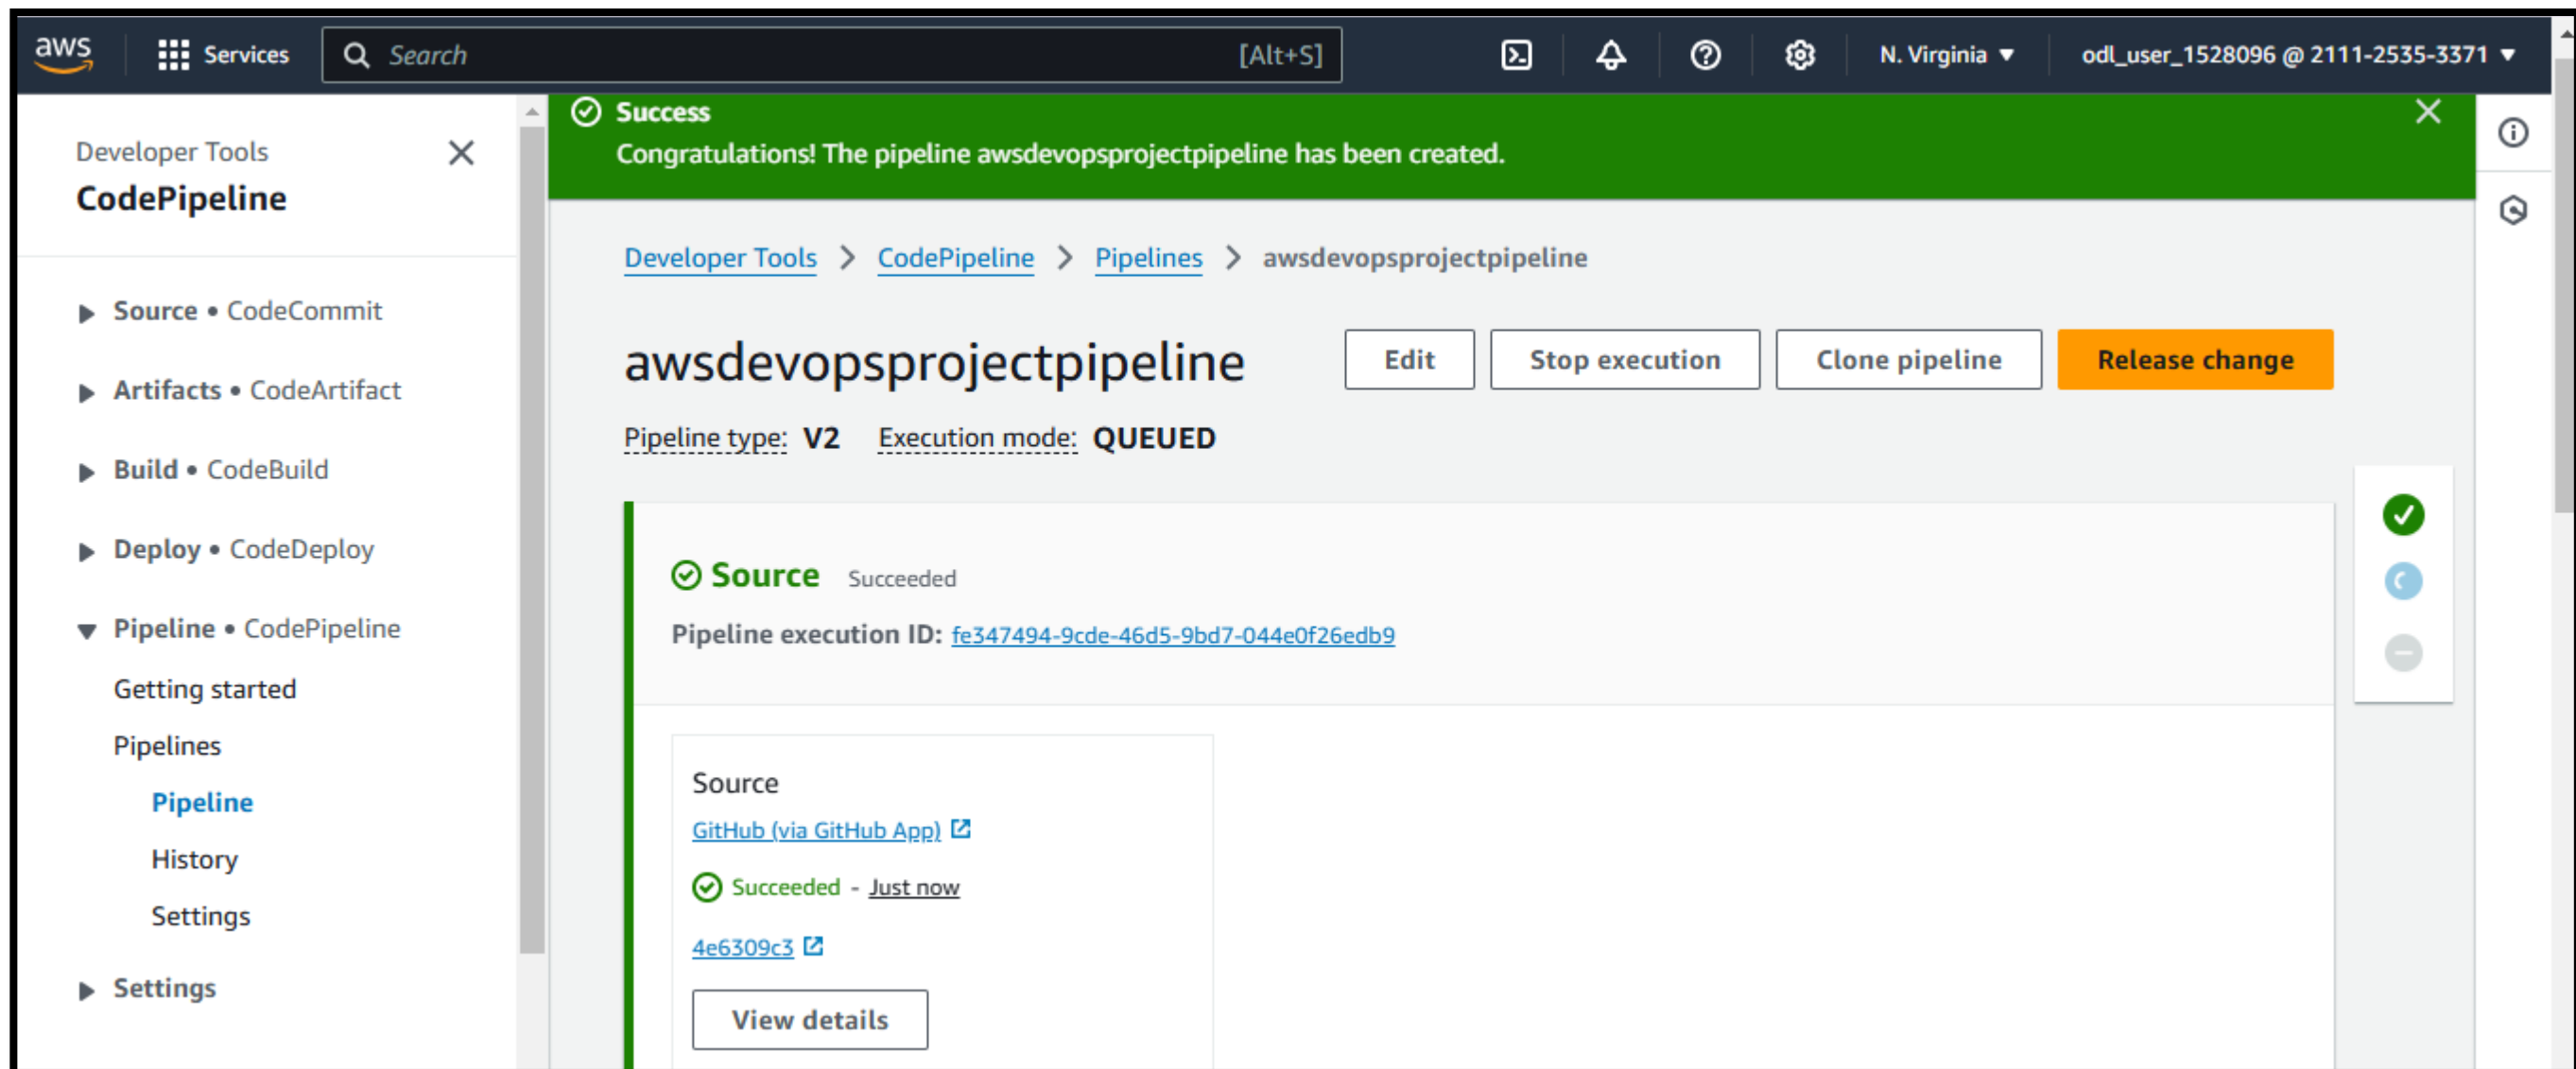 aws
Services
Search
[Alt+S]
N. Virginia
odl_user_1528096 @ 2111-2535-3371
Developer Tools
CodePipeline
Source • CodeCommit
Artifacts • CodeArtifact
Build • CodeBuild
Deploy • CodeDeploy
Pipeline • CodePipeline
Getting started
Pipelines
Pipeline
History
Settings
Settings
Success
Congratulations! The pipeline awsdevopsprojectpipeline has been created.
Developer Tools > CodePipeline > Pipelines > awsdevopsprojectpipeline
awsdevopsprojectpipeline
Edit
Stop execution
Clone pipeline
Release change
Pipeline type: V2 Execution mode: QUEUED
Source Succeeded
Pipeline execution ID: fe347494-9cde-46d5-9bd7-044e0f26edb9
Source
GitHub (via GitHub App)
Succeeded - Just now
4e6309c3
View details